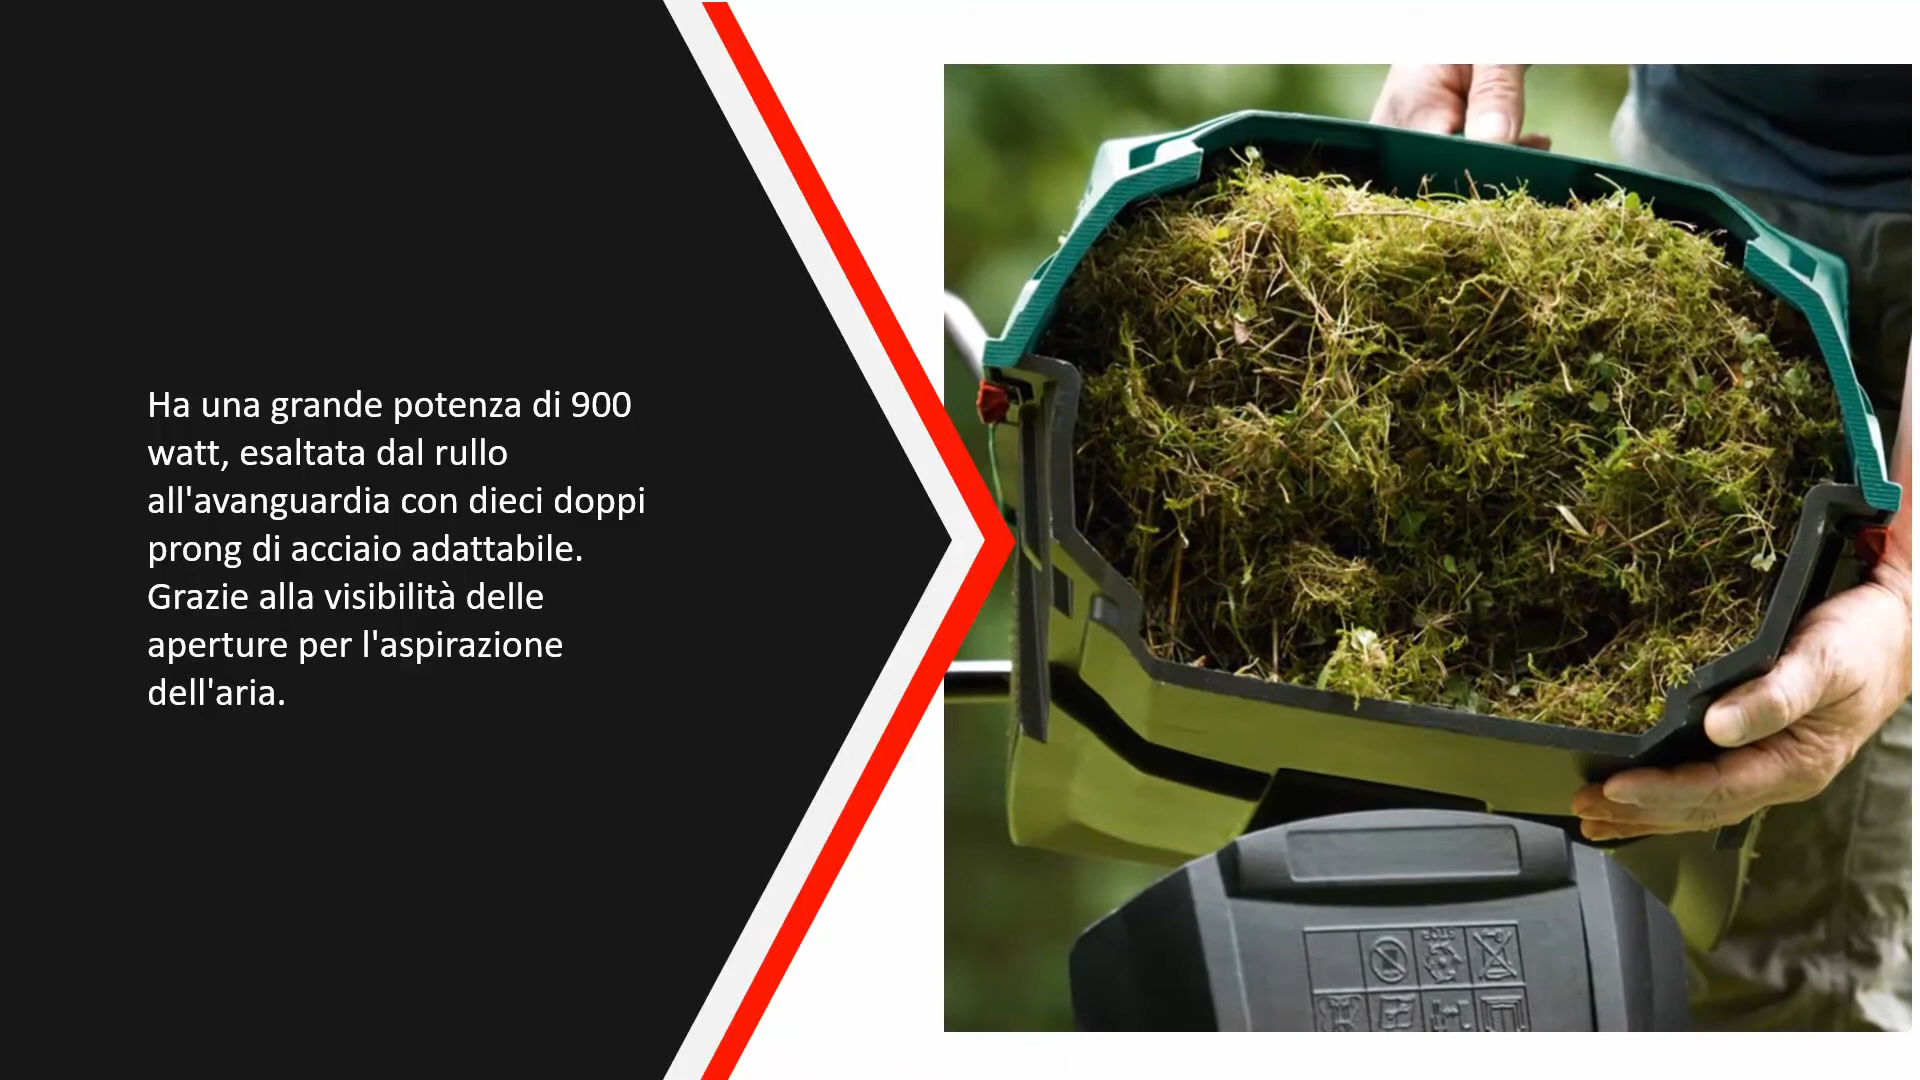 Ha una grande potenza di 900
watt, esaltata dal rullo
all'avanguardia con dieci doppi
prong di acciaio adattabile.
Grazie alla visibilità delle
aperture per l'aspirazione
dell'aria.